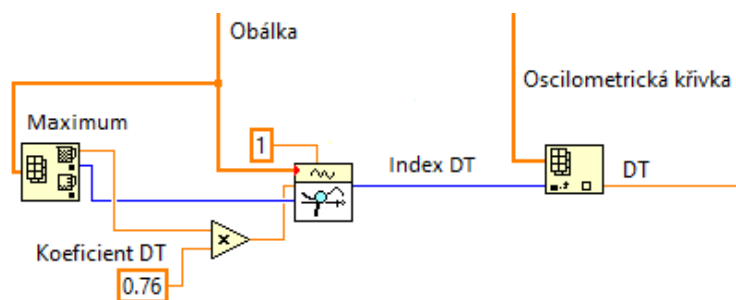 Obálka
Oscilometrická křivka
Maximum
1
Index DT
DT
×
Koeficient DT
0.76